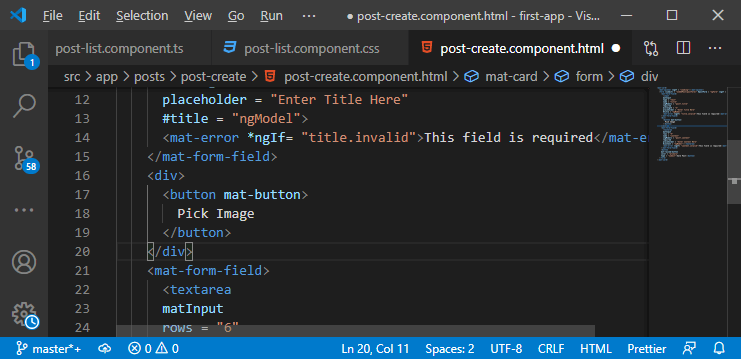 File Edit Selection View Go Run ··· ● post-create.component.html - first-app - Vis...
post-list.component.ts post-list.component.css post-create.component.html ● ···
src > app > posts > post-create > post-create.component.html > mat-card > form > div
1
58
12 placeholder = "Enter Title Here"
13 #title = "ngModel">
14 <mat-error *ngIf= "title.invalid">This field is required</mat-er
15 </mat-form-field>
16 <div>
17 <button mat-button>
18 Pick Image
19 </button>
20 </div>
21 <mat-form-field>
22 <textarea
23 matInput
24 rows = "6"
master*+ 0 0 Ln 20, Col 11 Spaces: 2 UTF-8 CRLF HTML Prettier